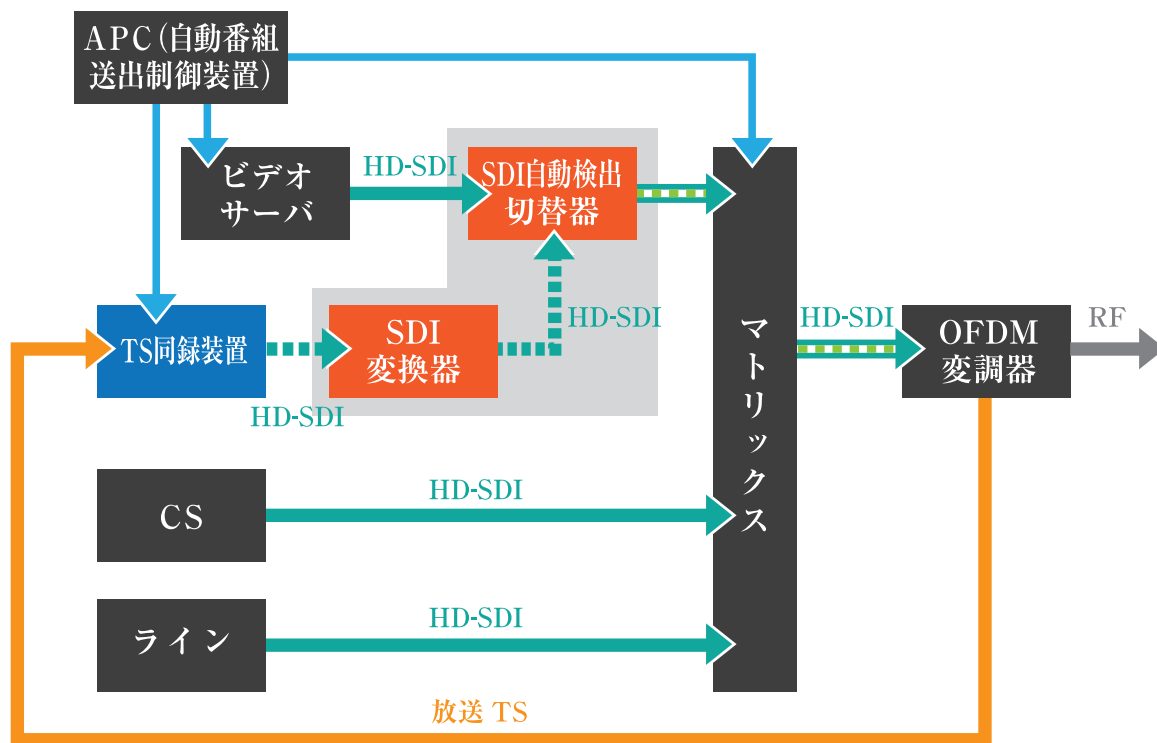 APC(自動番組
送出制御装置)
ビデオ
サーバ
HD-SDI
SDI自動検出
切替器
HD-SDI
TS同録装置
HD-SDI
SDI
変換器
マトリックス
HD-SDI
OFDM
変調器
RF
CS
HD-SDI
ライン
HD-SDI
放送 TS